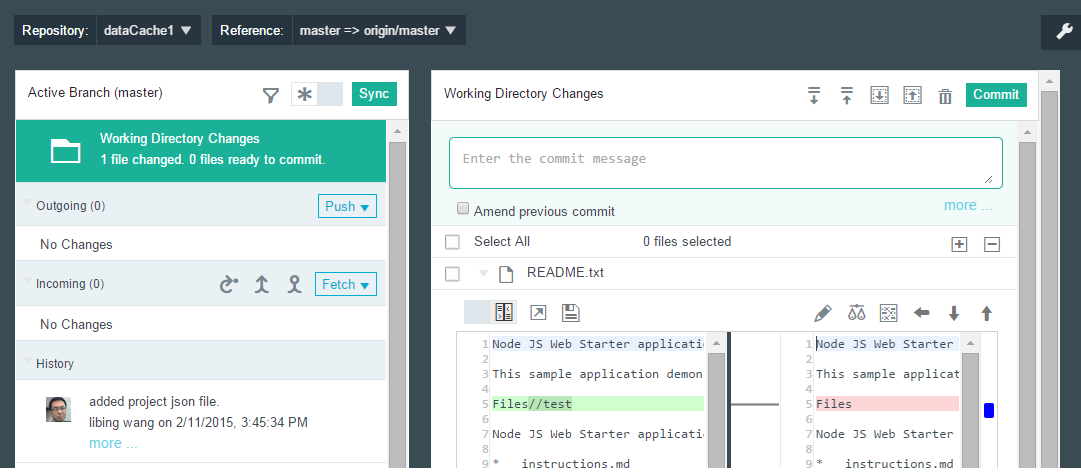 Repository: dataCache1 Reference: master => origin/master
Active Branch (master) Sync
Working Directory Changes
1 file changed. 0 files ready to commit.
Outgoing (0) Push
No Changes
Incoming (0) Fetch
No Changes
History
added project json file.
libing wang on 2/11/2015, 3:45:34 PM
more ...
Working Directory Changes Commit
Enter the commit message
Amend previous commit more ...
Select All 0 files selected
README.txt
1 Node JS Web Starter applicati
2
3 This sample application demon
4
5 Files//test
6
7 Node JS Web Starter applicati
8
9 * instructions.md
1 Node JS Web Starter
2
3 This sample applicat
4
5 Files
6
7 Node JS Web Starter
8
9 * instructions.md